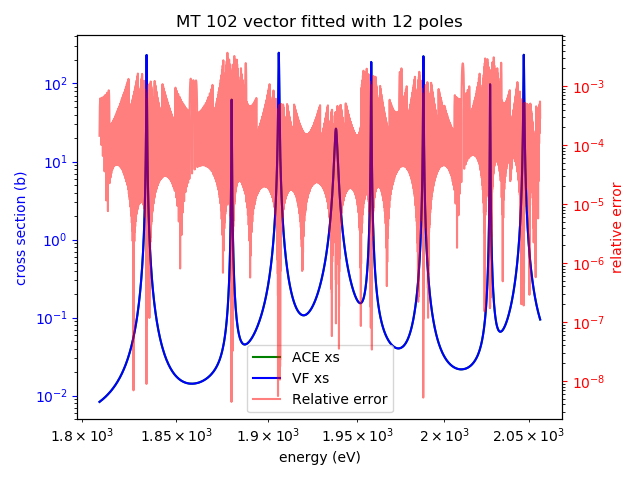 MT 102 vector fitted with 12 poles
10²
10¹
10⁰
10⁻¹
10⁻²
cross section (b)
10⁻³
10⁻⁴
10⁻⁵
10⁻⁶
10⁻⁷
10⁻⁸
relative error
ACE xs
VF xs
Relative error
1.8 × 10³ 1.85 × 10³ 1.9 × 10³ 1.95 × 10³ 2 × 10³ 2.05 × 10³
energy (eV)